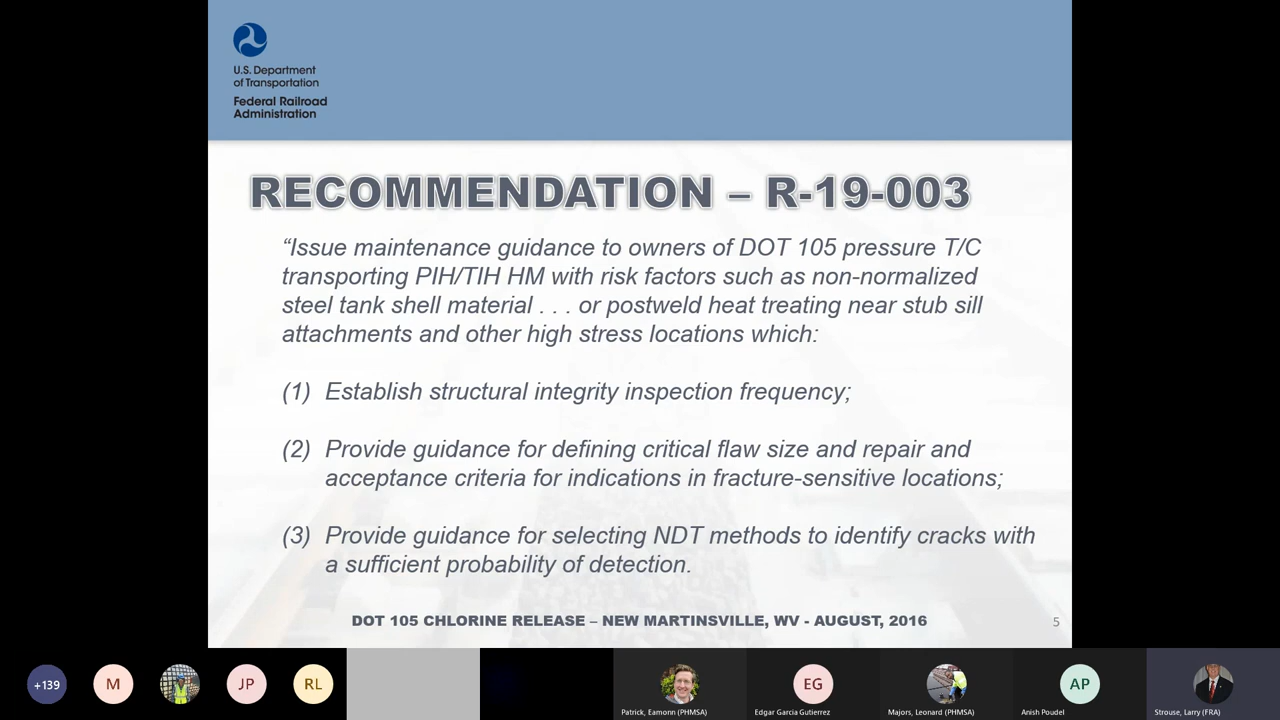 U.S. Department
of Transportation
Federal Railroad
Administration
RECOMMENDATION – R-19-003
“Issue maintenance guidance to owners of DOT 105 pressure T/C
transporting PIH/TIH HM with risk factors such as non-normalized
steel tank shell material . . . or postweld heat treating near stub sill
attachments and other high stress locations which:
(1) Establish structural integrity inspection frequency;
(2) Provide guidance for defining critical flaw size and repair and
acceptance criteria for indications in fracture-sensitive locations;
(3) Provide guidance for selecting NDT methods to identify cracks with
a sufficient probability of detection.
DOT 105 CHLORINE RELEASE – NEW MARTINSVILLE, WV - AUGUST, 2016
5
+139
M
JP
RL
EG
AP
Patrick, Eamonn (PHMSA)
Edgar Garcia Gutierrez
Majors, Leonard (PHMSA)
Anish Poudel
Strouse, Larry (FRA)